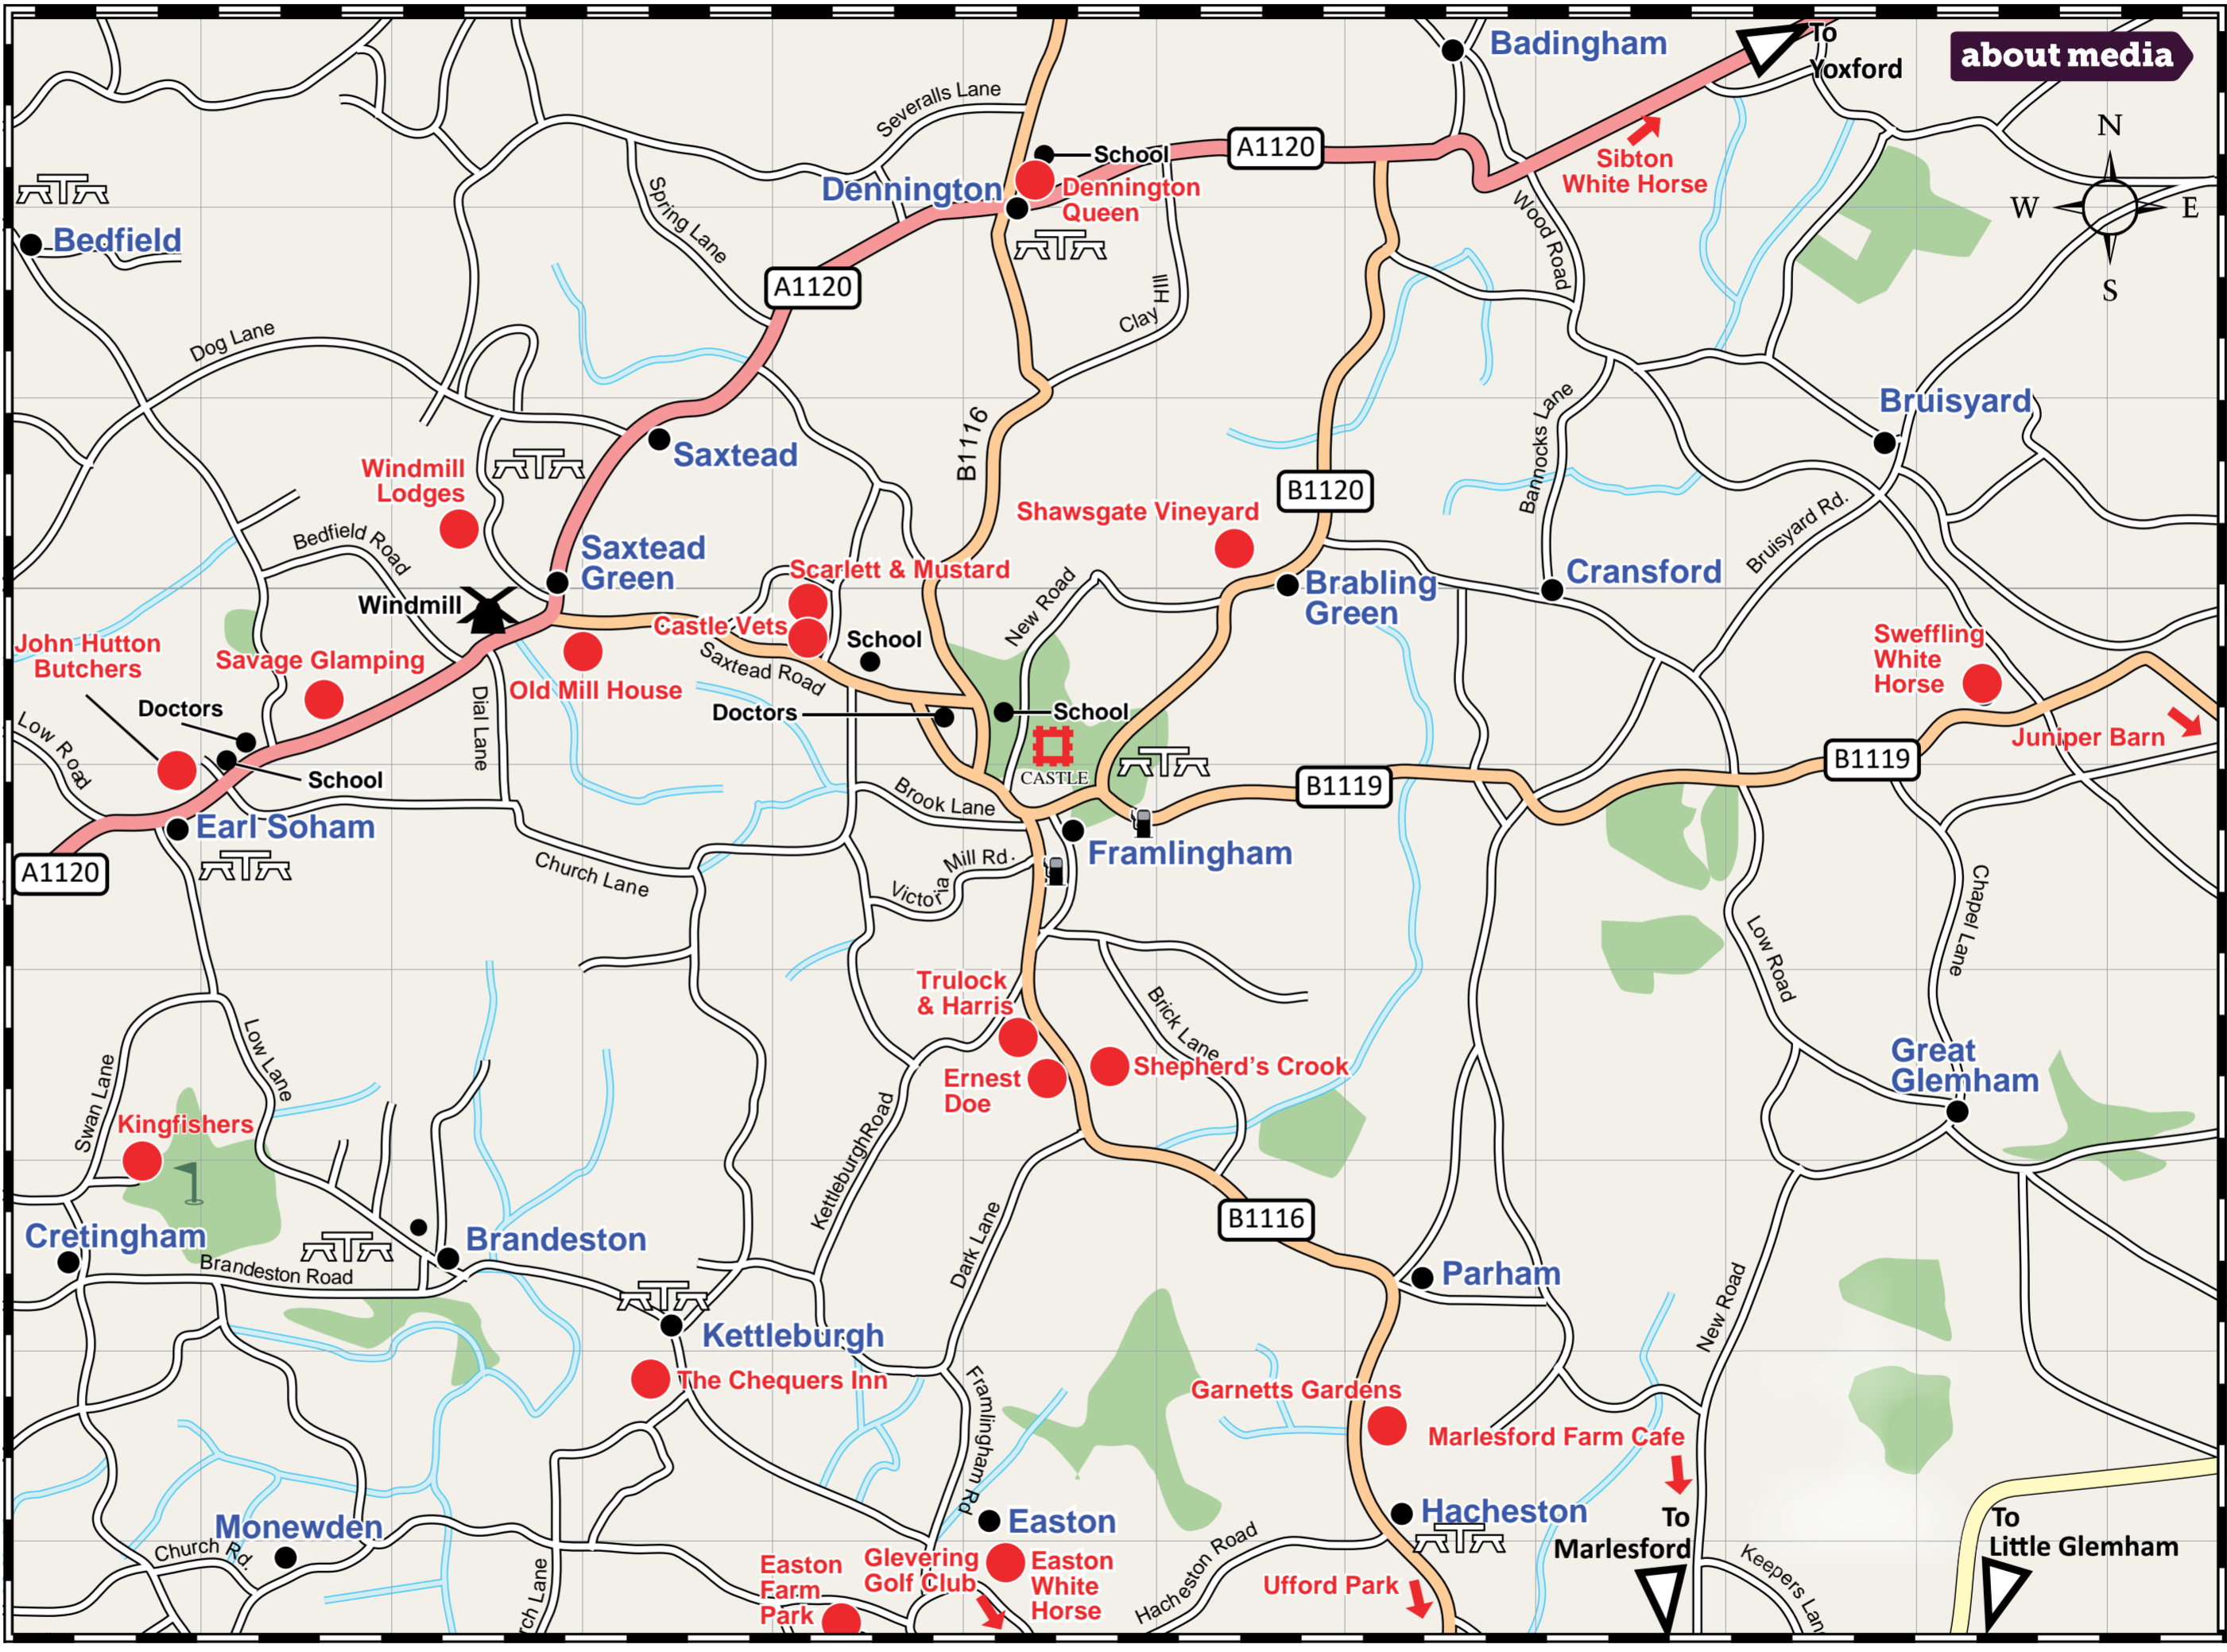 Badingham
To
Yoxford
about media
Severalls Lane
A1120
School
Sibton
White Horse
N
W
E
S
Dennington
Dennington
Queen
Spring Lane
Wood Road
Bedfield
A1120
Clay Hill
Dog Lane
B1116
Bannocks Lane
Bruisyard
Saxtead
Windmill
Lodges
B1120
Shawsgate Vineyard
Bruisyard Rd.
Bedfield Road
Saxtead
Green
Scarlett & Mustard
Brabling
Green
Cransford
Windmill
New Road
Castle Vets
School
John Hutton
Butchers
Savage Glamping
Saxtead Road
Old Mill House
Sweffling
White
Horse
Doctors
Doctors
School
Dial Lane
Low Road
Juniper Barn
School
CASTLE
B1119
B1119
Brook Lane
Earl Soham
A1120
Church Lane
Victoria Mill Rd.
Framlingham
Chapel Lane
Low Road
Trulock
& Harris
Brick Lane
Low Lane
Shepherd's Crook
Ernest
Doe
Great
Glemham
Swan Lane
Kingfishers
KettleburghRoad
Dark Lane
B1116
Cretingham
Brandeston
Brandeston Road
Parham
New Road
Kettleburgh
The Chequers Inn
Framlingham Rd
Garnetts Gardens
Marlesford Farm Cafe
Easton
Hacheston
To
Marlesford
To
Little Glemham
Monewden
Church Rd.
rch Lane
Easton
Farm
Park
Glevering
Golf Club
Easton
White
Horse
Hacheston Road
Ufford Park
Keepers Lan